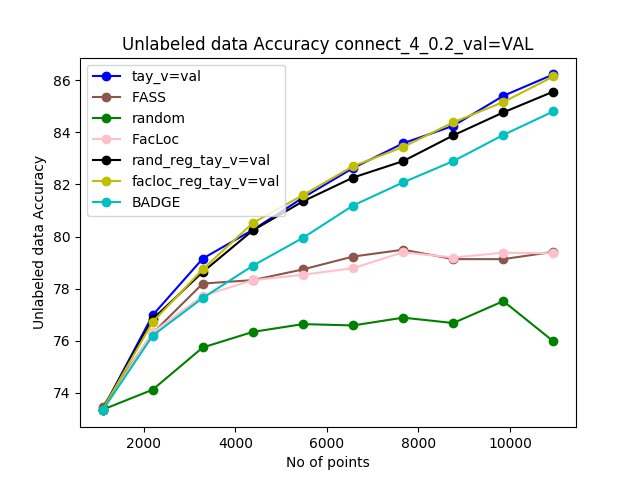 Unlabeled data Accuracy connect_4_0.2_val=VAL
tay_v=val
FASS
random
FacLoc
rand_reg_tay_v=val
facloc_reg_tay_v=val
BADGE
Unlabeled data Accuracy
86
84
82
80
78
76
74
2000 4000 6000 8000 10000
No of points